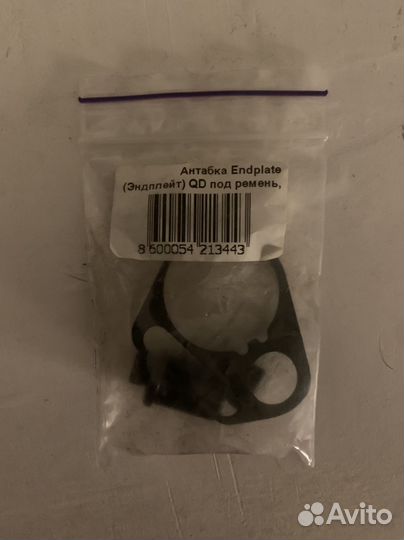 Антабка Endplate
(Эндплейт) QD под ремень,
8 600054 213443
Avito